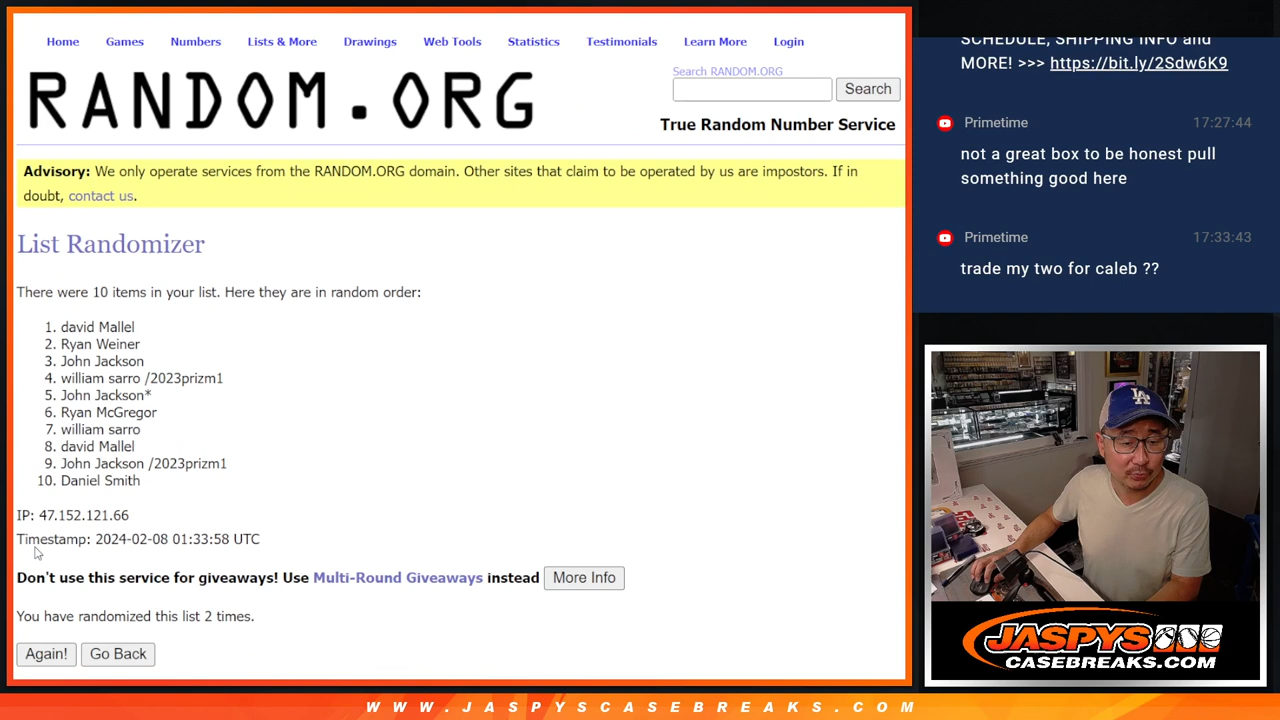 Home Games Numbers Lists & More Drawings Web Tools Statistics Testimonials Learn More Login
RANDOM.ORG
Search RANDOM.ORG
Search
True Random Number Service
Advisory: We only operate services from the RANDOM.ORG domain. Other sites that claim to be operated by us are impostors. If in
doubt, contact us.
List Randomizer
There were 10 items in your list. Here they are in random order:
1. david Mallel
2. Ryan Weiner
3. John Jackson
4. william sarro /2023prizm1
5. John Jackson*
6. Ryan McGregor
7. william sarro
8. david Mallel
9. John Jackson /2023prizm1
10. Daniel Smith
IP: 47.152.121.66
Timestamp: 2024-02-08 01:33:58 UTC
Don't use this service for giveaways! Use Multi-Round Giveaways instead More Info
You have randomized this list 2 times.
Again! Go Back
SCHEDULE, SHIPPING INFO and
MORE! >>> https://bit.ly/2Sdw6K9
Primetime 17:27:44
not a great box to be honest pull
something good here
Primetime 17:33:43
trade my two for caleb ??
LA
JASPYS
CASEBREAKS.COM
WWW.JASPYSCASEBREAKS.COM